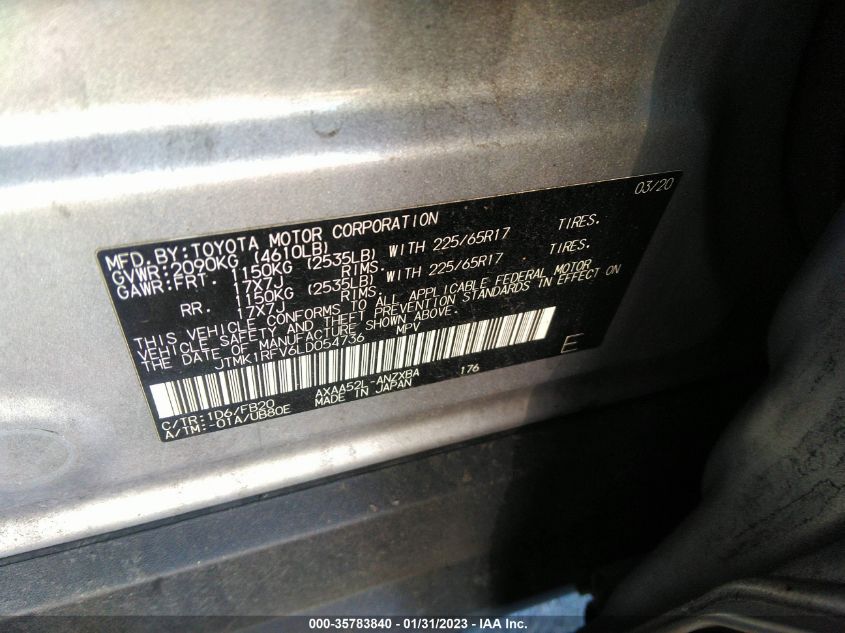 03/20
MFD.BY:TOYOTA MOTOR CORPORATION
GVWR:2090KG (4610LB)
GAWR:FRT. 1150KG (2535LB) WITH 225/65R17 TIRES.
17X7J RIMS.
RR. 1150KG (2535LB) WITH 225/65R17 TIRES.
17X7J RIMS.
THIS VEHICLE CONFORMS TO ALL APPLICABLE FEDERAL MOTOR
VEHICLE SAFETY AND THEFT PREVENTION STANDARDS IN EFFECT ON
THE DATE OF MANUFACTURE SHOWN ABOVE.
JTMK1RFV6LD054736 MPV
E
C/TR:1D6/FB20 AXAA52L-ANZXBA 176
A/TM:-01A/UB80E MADE IN JAPAN
000-35783840 - 01/31/2023 - IAA Inc.